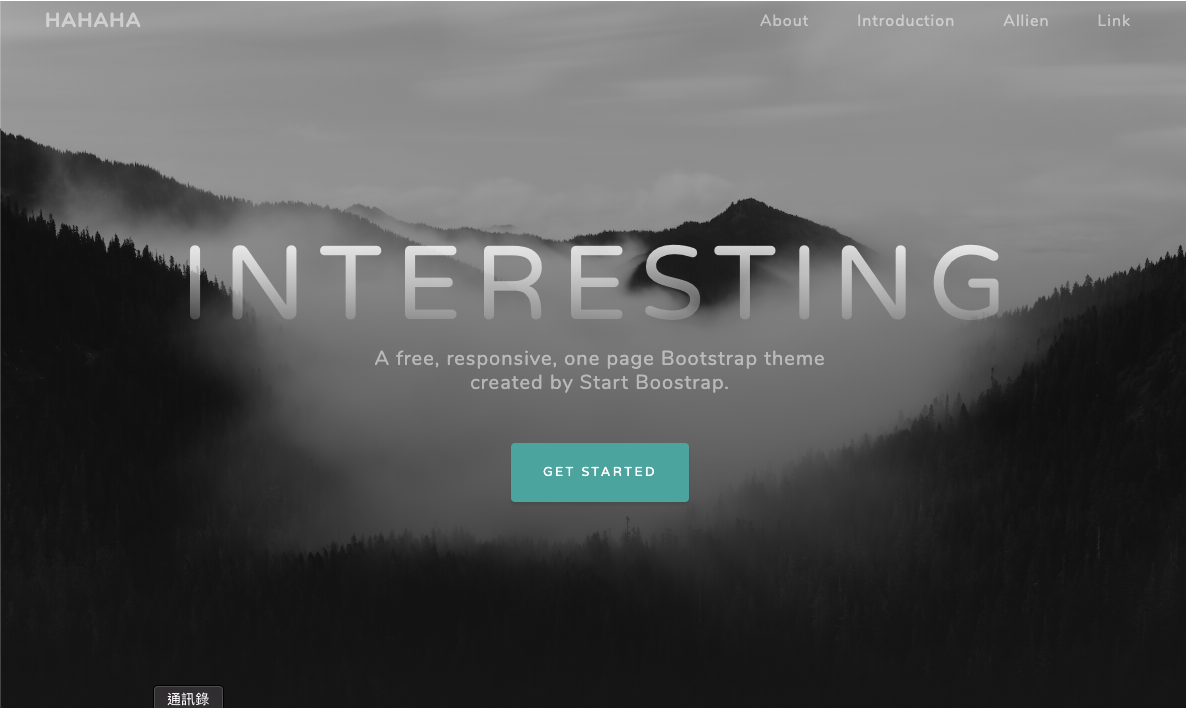 HAHAHA
About Introduction Allien Link
INTERESTING
A free, responsive, one page Bootstrap theme
created by Start Boostrap.
GET STARTED
通訊錄